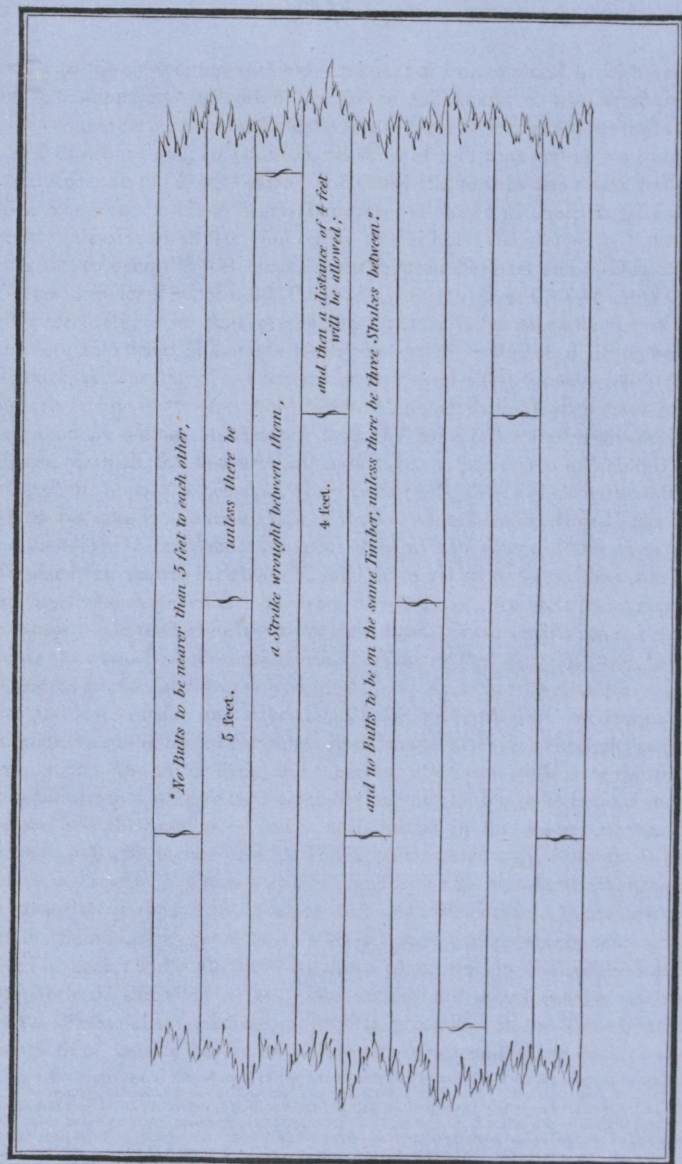 "No Butts to be nearer than 5 feet to each other,
5 feet.
unless there be
a Stroke wrought between them,
4 feet.
and then a distance of 4 feet
will be allowed;
and no Butts to be on the same Timber, unless there be three Strakes between."